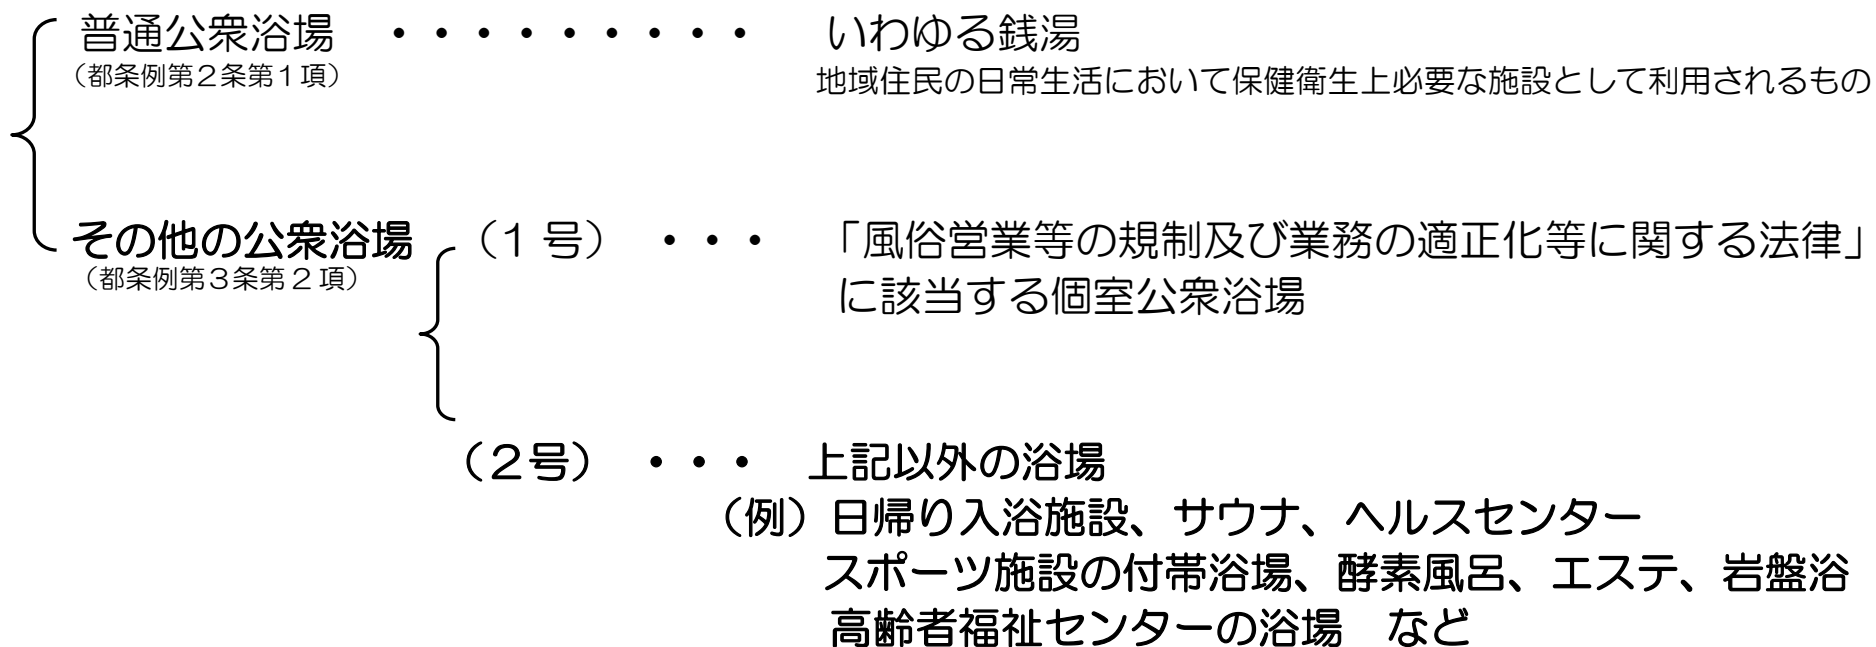 普通公衆浴場　・・・・・・・・・　いわゆる銭湯
（都条例第２条第１項）　地域住民の日常生活において保健衛生上必要な施設として利用されるもの
その他の公衆浴場　（１号）　・・・　「風俗営業等の規制及び業務の適正化等に関する法律」
（都条例第３条第２項）　に該当する個室公衆浴場
（２号）　・・・　上記以外の浴場
（例）日帰り入浴施設、サウナ、ヘルスセンター
スポーツ施設の付帯浴場、酵素風呂、エステ、岩盤浴
高齢者福祉センターの浴場　など